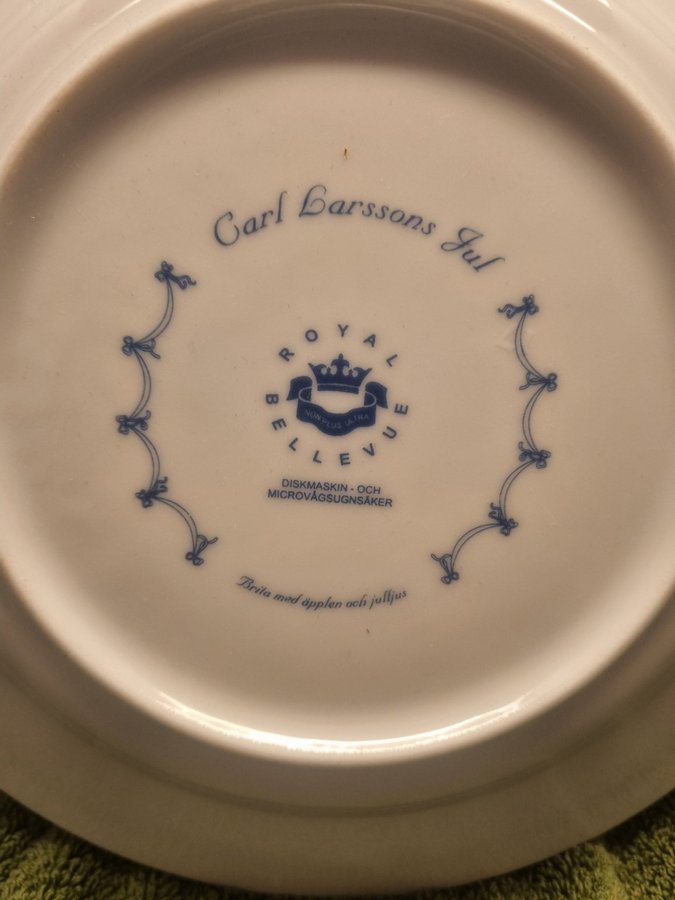 Carl Larssons Jul
ROYAL
NON PLUS ULTRA
BELLEVUE
DISKMASKIN - OCH
MICROVÅGSUGNSÄKER
Brita med äpplen och julljus